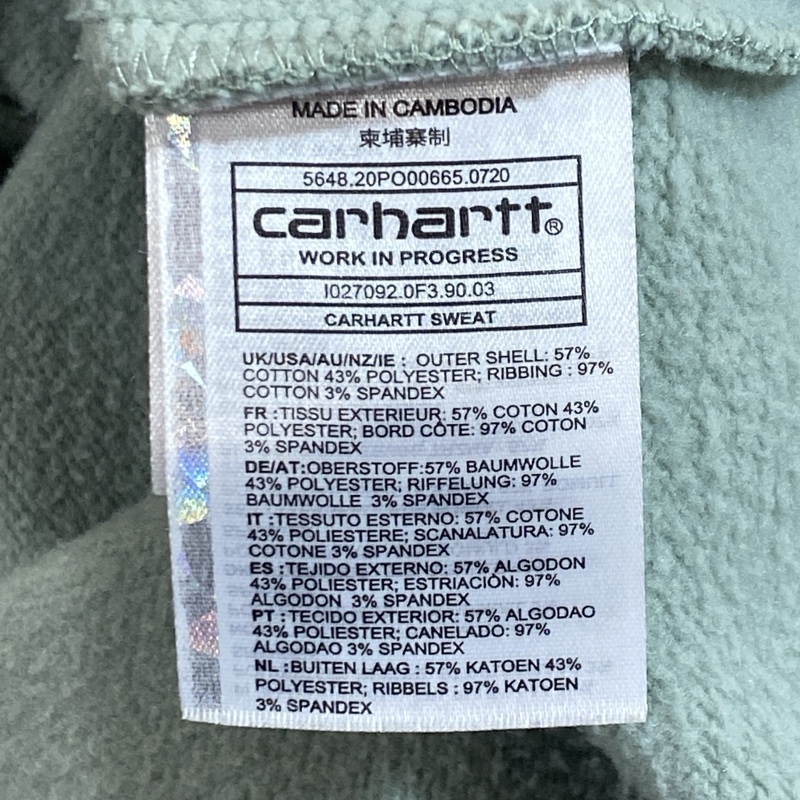 MADE IN CAMBODIA
柬埔寨制
5648.20PO00665.0720
carhartt®
WORK IN PROGRESS
I027092.0F3.90.03
CARHARTT SWEAT
UK/USA/AU/NZ/IE : OUTER SHELL: 57%
COTTON 43% POLYESTER; RIBBING : 97%
COTTON 3% SPANDEX
FR :TISSU EXTERIEUR: 57% COTON 43%
POLYESTER; BORD CÔTE: 97% COTON
3% SPANDEX
DE/AT:OBERSTOFF:57% BAUMWOLLE
43% POLYESTER; RIFFELUNG: 97%
BAUMWOLLE 3% SPANDEX
IT :TESSUTO ESTERNO: 57% COTONE
43% POLIESTERE; SCANALATURA: 97%
COTONE 3% SPANDEX
ES :TEJIDO EXTERNO: 57% ALGODON
43% POLIESTER; ESTRIACIÓN: 97%
ALGODON 3% SPANDEX
PT : TECIDO EXTERIOR: 57% ALGODAO
43% POLIESTER; CANELADO: 97%
ALGODAO 3% SPANDEX
NL :BUITEN LAAG : 57% KATOEN 43%
POLYESTER; RIBBELS : 97% KATOEN
3% SPANDEX